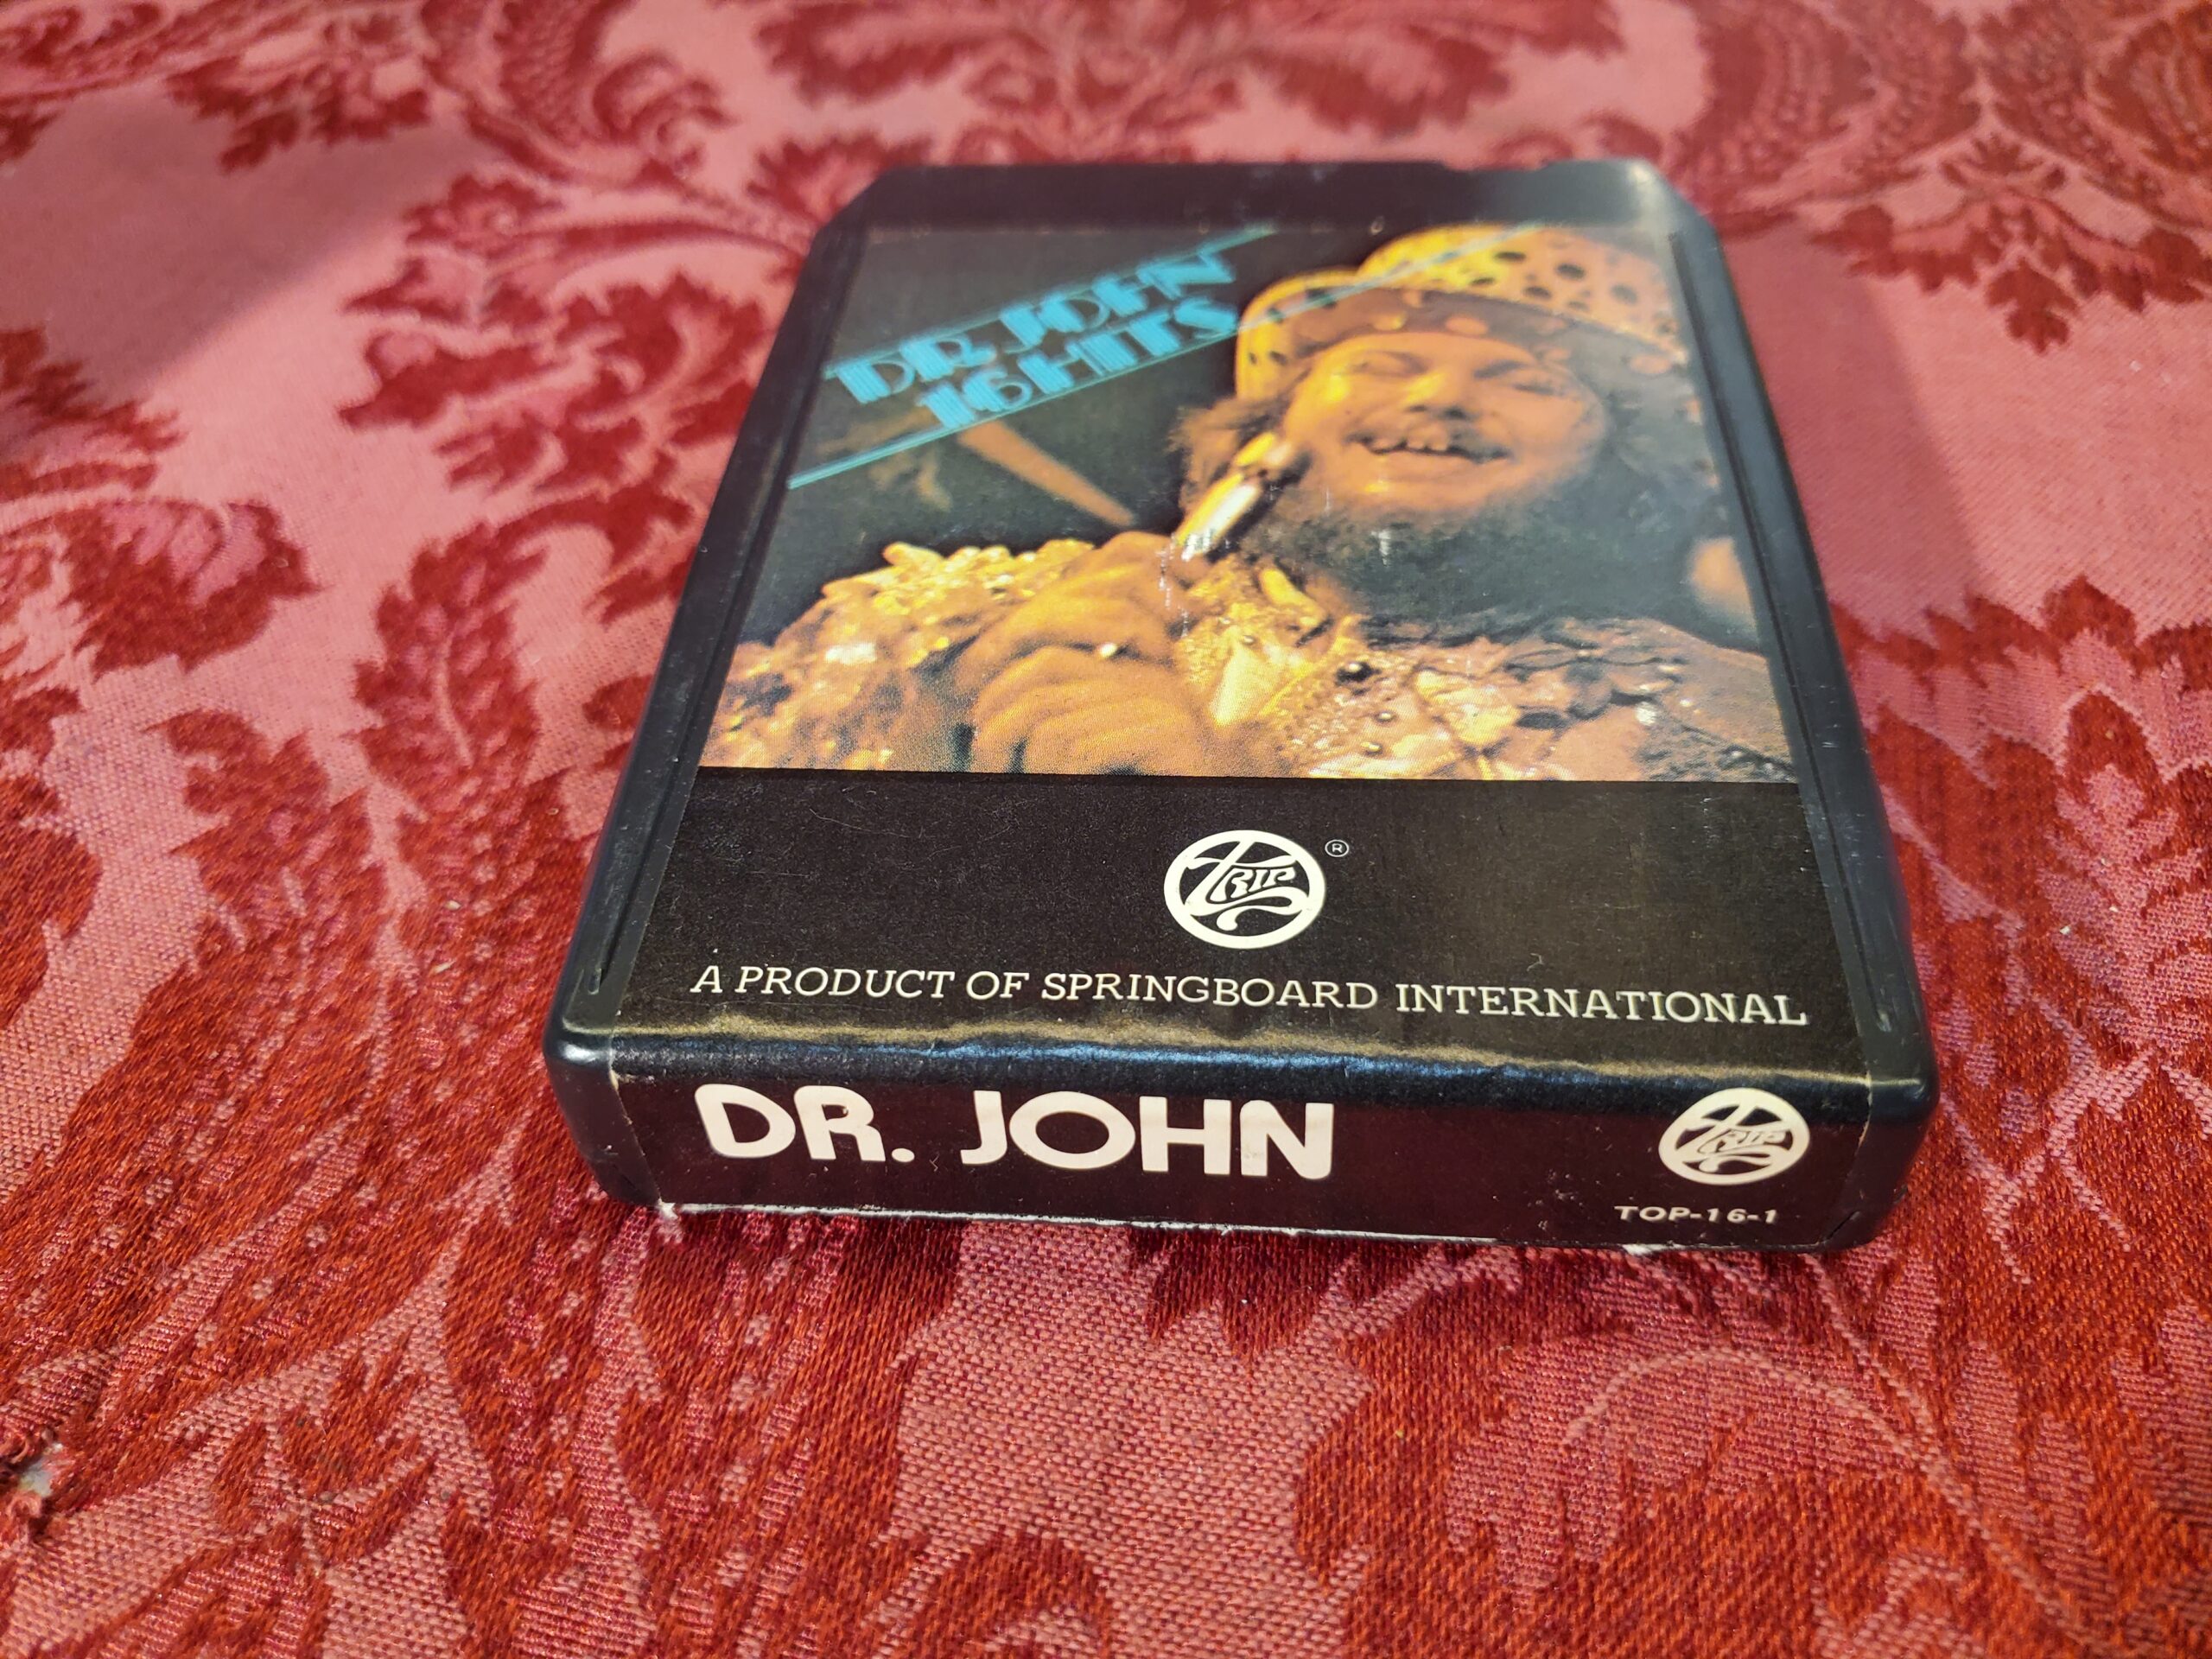 DR. JOHN
16 HITS
TRIP ®
A PRODUCT OF SPRINGBOARD INTERNATIONAL
DR. JOHN
TRIP
TOP-16-1